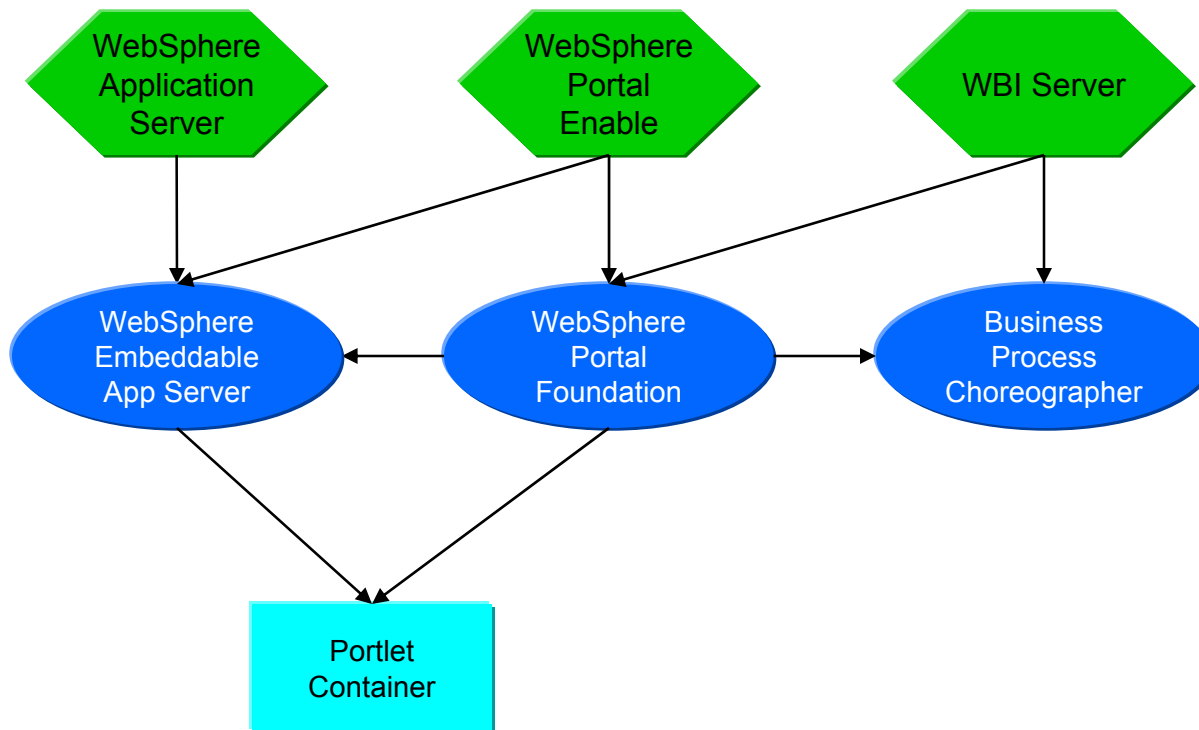 WebSphere
Application
Server
WebSphere
Portal
Enable
WBI Server
WebSphere
Embeddable
App Server
WebSphere
Portal
Foundation
Business
Process
Choreographer
Portlet
Container